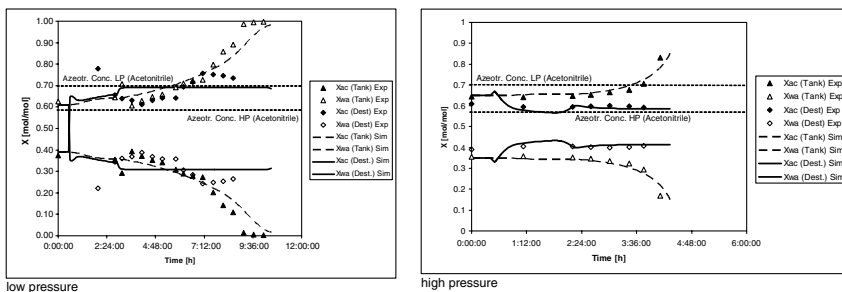 1.00
0.90
0.80
0.70
0.60
0.50
0.40
0.30
0.20
0.10
0.00
X [mol/mol]
Azeotr. Conc. LP (Acetonitrile)
Azeotr. Conc. HP (Acetonitrile)
0:00:00 2:24:00 4:48:00 7:12:00 9:36:00 12:00:00
Time [h]
Xac (Tank) Exp
Xwa (Tank) Exp
Xac (Dest) Exp
Xwa (Dest) Exp
Xac (Tank) Sim
Xwa (Tank) Sim
Xac (Dest.) Sim
Xwa (Dest.) Sim
low pressure
1
0.9
0.8
0.7
0.6
0.5
0.4
0.3
0.2
0.1
0
X [mol/mol]
Azeotr. Conc. LP (Acetonitrile)
Azeotr. Conc. HP (Acetonitrile)
0:00:00 1:12:00 2:24:00 3:36:00 4:48:00 6:00:00
Time [h]
Xac (Tank) Exp
Xwa (Tank) Exp
Xac (Dest) Exp
Xwa (Dest) Exp
Xac (Tank) Sim
Xwa (Tank) Sim
Xac (Dest.) Sim
Xwa (Dest.) Sim
high pressure